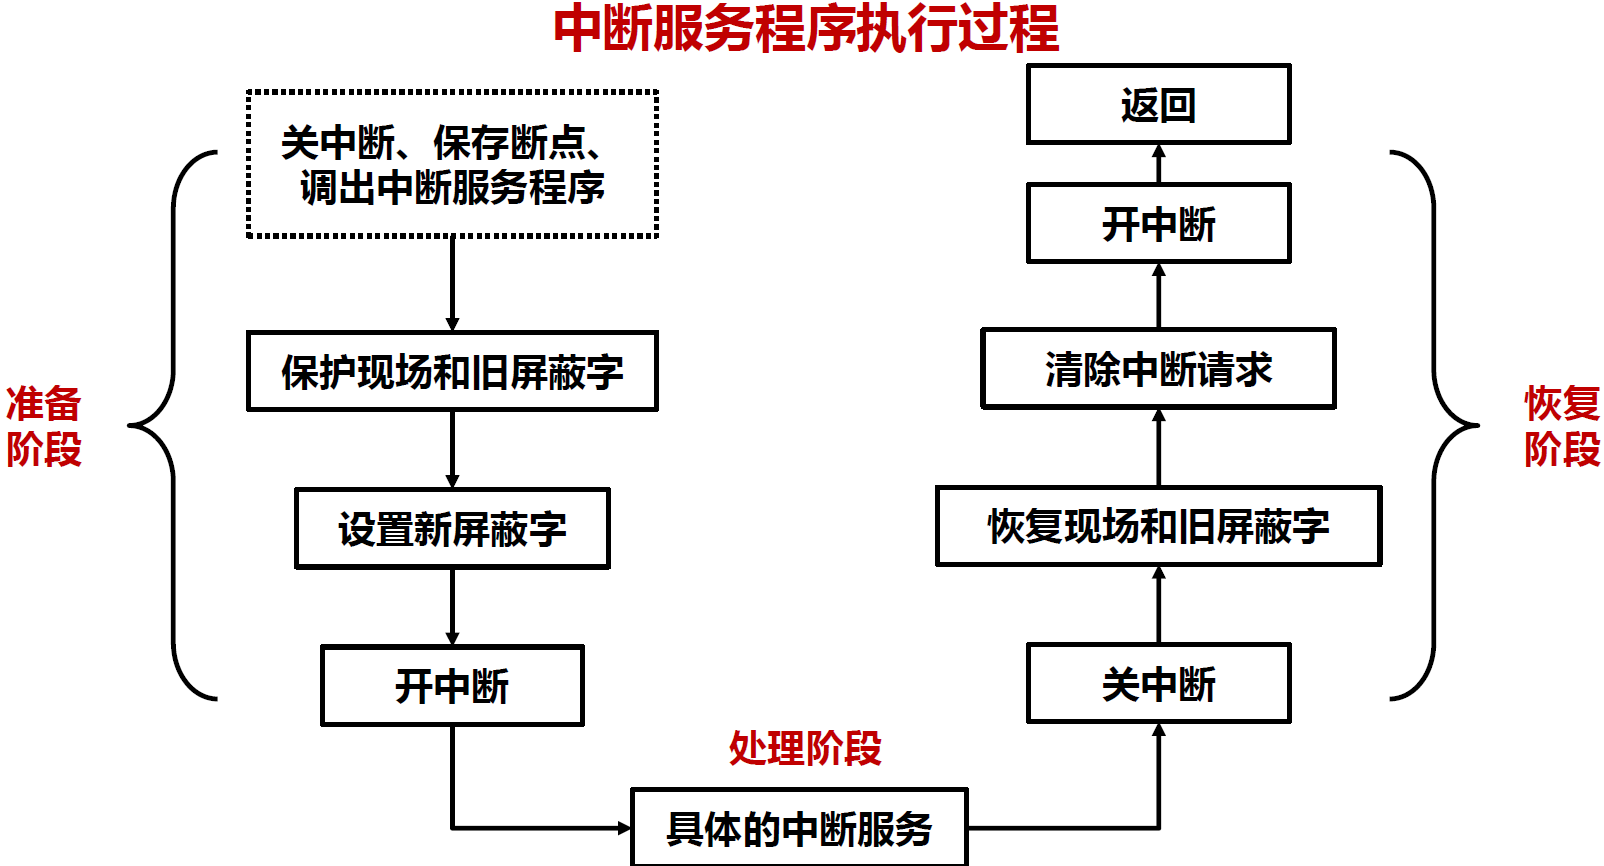 中断服务程序执行过程
关中断、保存断点、
调出中断服务程序
保护现场和旧屏蔽字
设置新屏蔽字
开中断
准备
阶段
处理阶段
具体的中断服务
返回
开中断
清除中断请求
恢复现场和旧屏蔽字
关中断
恢复
阶段